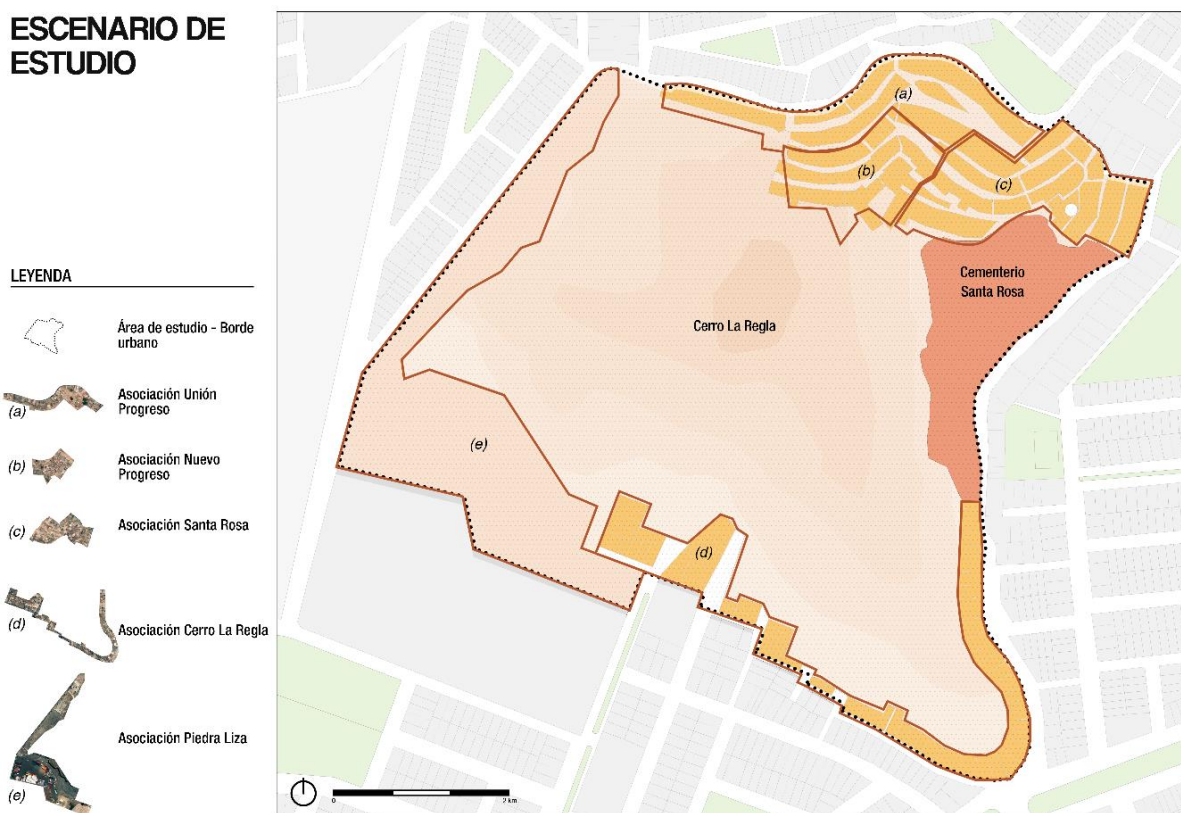 ESCENARIO DE
ESTUDIO
LEYENDA
Área de estudio - Borde
urbano
(a)
Asociación Unión
Progreso
(b)
Asociación Nuevo
Progreso
(c)
Asociación Santa Rosa
(d)
Asociación Cerro La Regla
(e)
Asociación Piedra Liza
(a)
(b)
(c)
Cementerio
Santa Rosa
Cerro La Regla
(e)
(d)
0
2 km